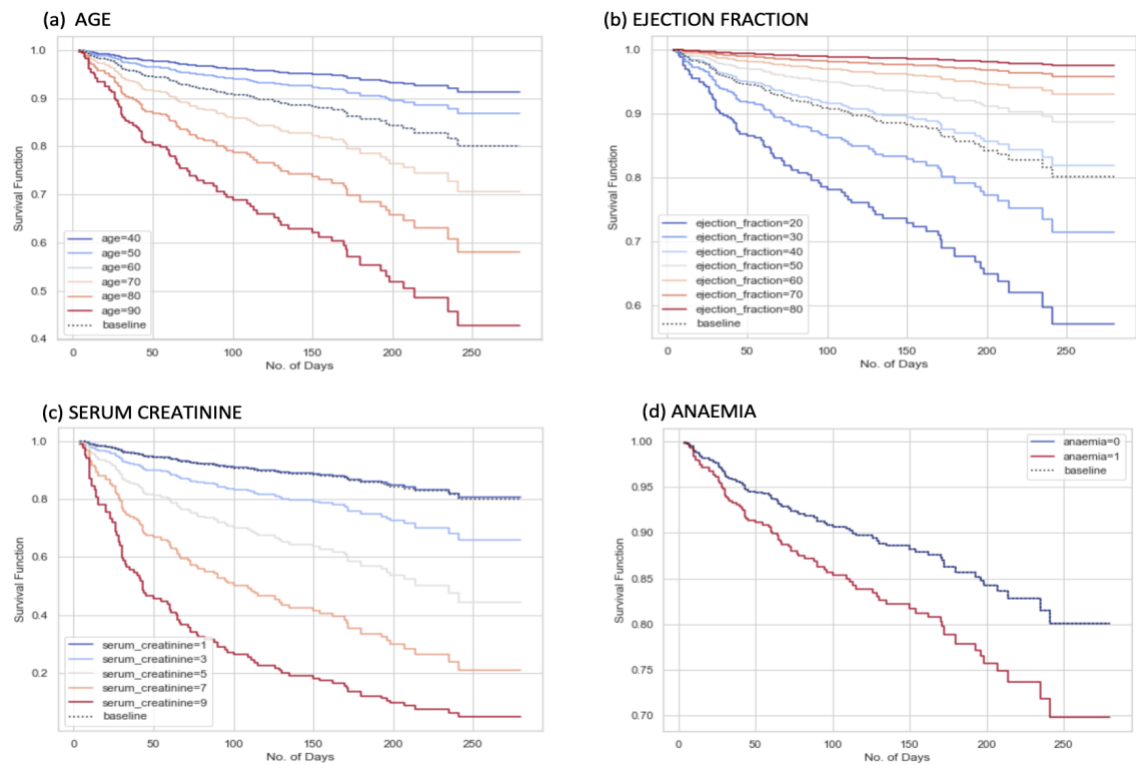 (a) AGE
1.0
0.9
0.8
0.7
0.6
0.5
0.4
Survival Function
age=40
age=50
age=60
age=70
age=80
age=90
baseline
0 50 100 150 200 250
No. of Days
(b) EJECTION FRACTION
1.0
0.9
0.8
0.7
0.6
Survival Function
ejection_fraction=20
ejection_fraction=30
ejection_fraction=40
ejection_fraction=50
ejection_fraction=60
ejection_fraction=70
ejection_fraction=80
baseline
0 50 100 150 200 250
No. of Days
(c) SERUM CREATININE
1.0
0.8
0.6
0.4
0.2
Survival Function
serum_creatinine=1
serum_creatinine=3
serum_creatinine=5
serum_creatinine=7
serum_creatinine=9
baseline
0 50 100 150 200 250
No. of Days
(d) ANAEMIA
1.00
0.95
0.90
0.85
0.80
0.75
0.70
Survival Function
anaemia=0
anaemia=1
baseline
0 50 100 150 200 250
No. of Days